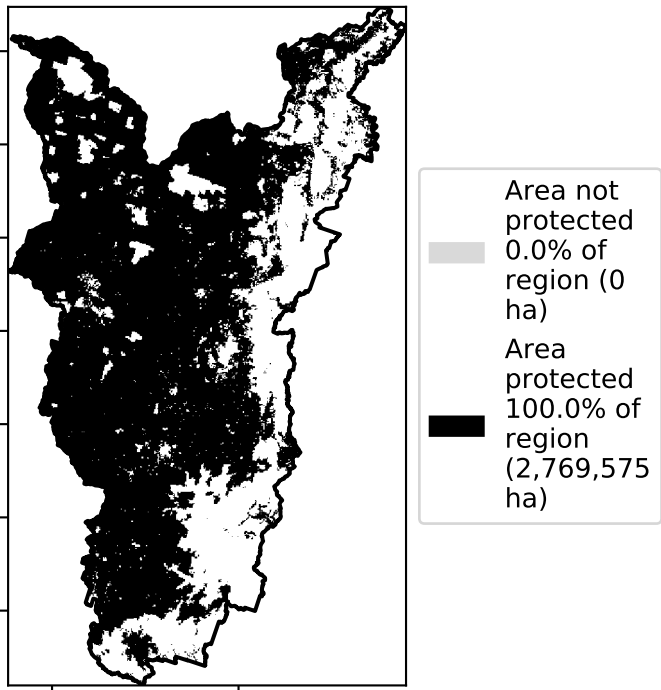 Area not
protected
0.0% of
region (0
ha)
Area
protected
100.0% of
region
(2,769,575
ha)